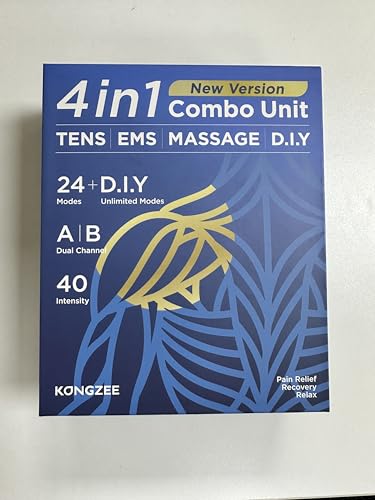 4in1
New Version
Combo Unit
TENS | EMS | MASSAGE | D.I.Y
24 + D.I.Y
Modes Unlimited Modes
A|B
Dual Channel
40
Intensity
KONGZEE
Pain Relief
Recovery
Relax